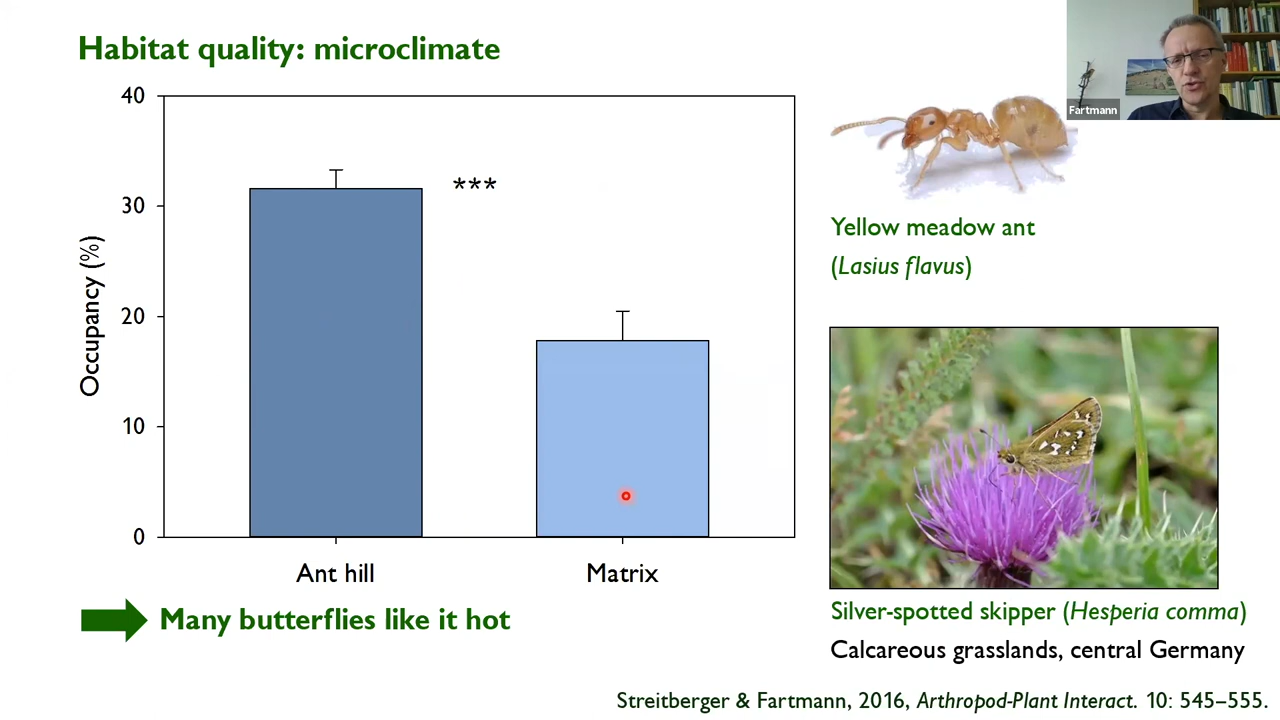 Habitat quality: microclimate
Fartmann
40
30
20
10
0
Occupancy (%)
***
Ant hill
Matrix
Many butterflies like it hot
Yellow meadow ant
(Lasius flavus)
Silver-spotted skipper (Hesperia comma)
Calcareous grasslands, central Germany
Streitberger & Fartmann, 2016, Arthropod-Plant Interact. 10: 545–555.